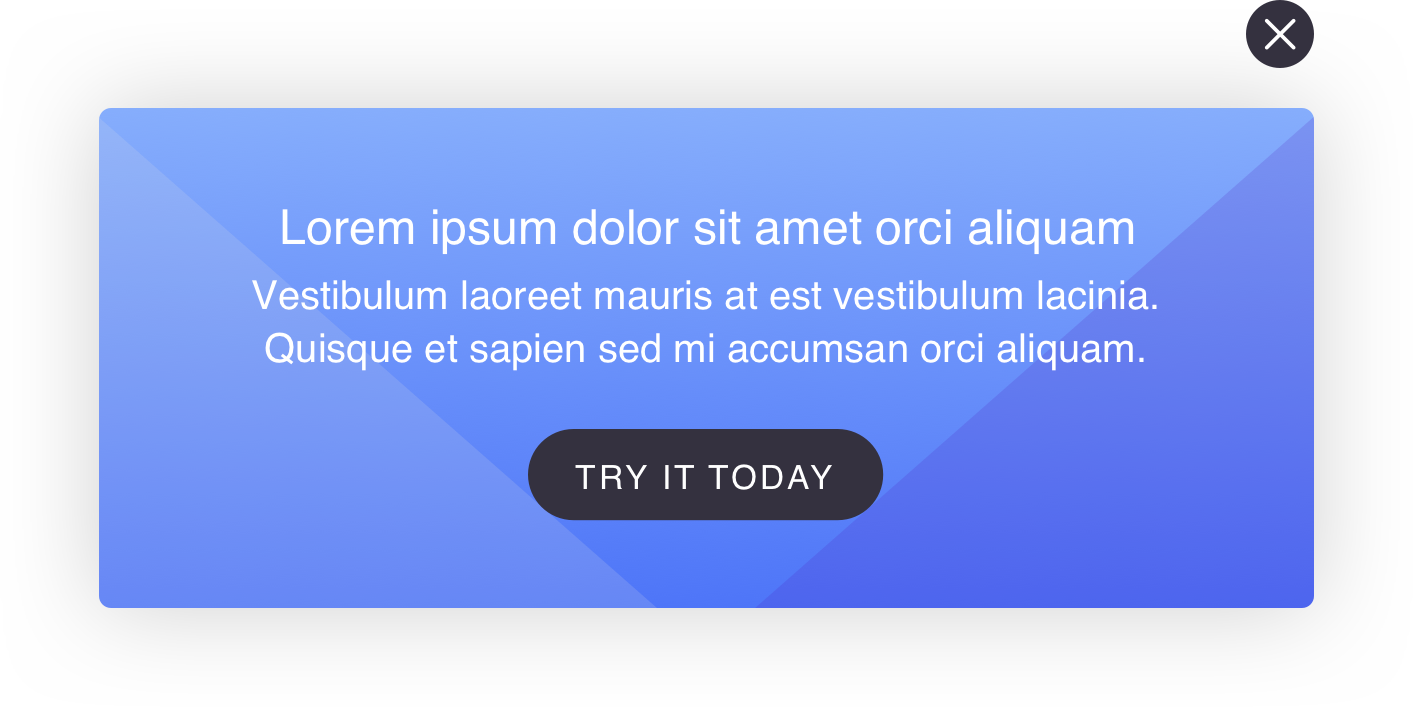 Lorem ipsum dolor sit amet orci aliquam
Vestibulum laoreet mauris at est vestibulum lacinia.
Quisque et sapien sed mi accumsan orci aliquam.
TRY IT TODAY